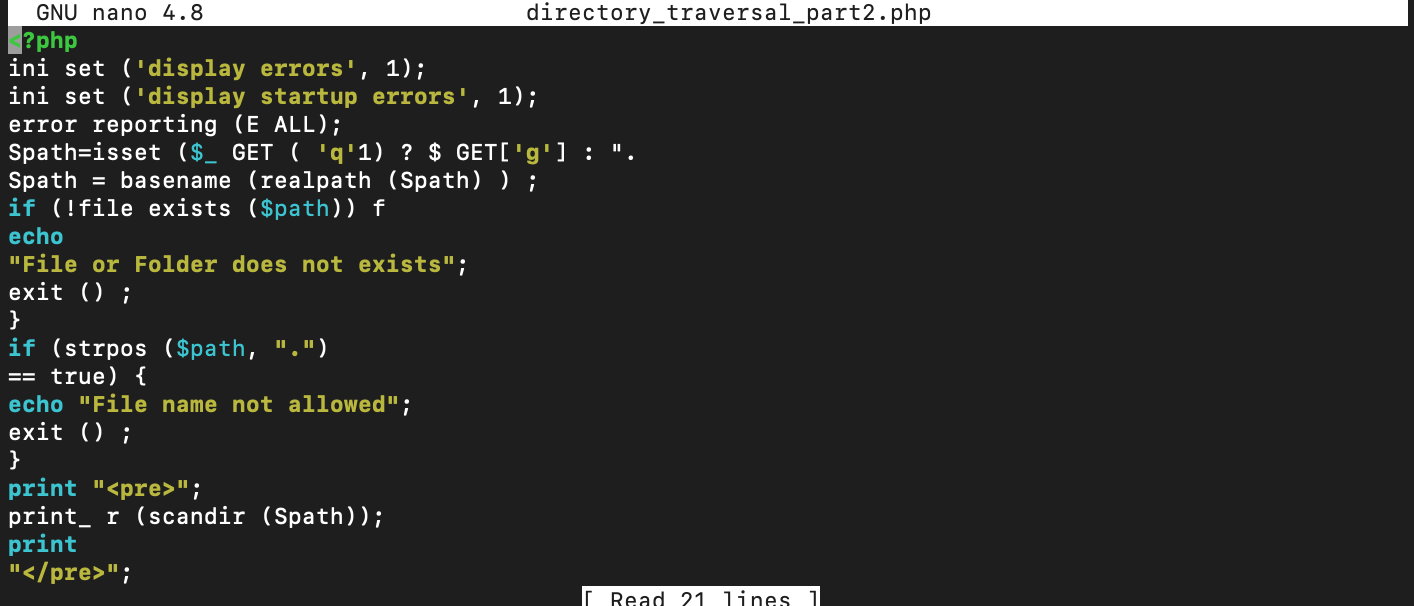 GNU nano 4.8 directory_traversal_part2.php
<?php
ini set ('display errors', 1);
ini set ('display startup errors', 1);
error reporting (E ALL);
Spath=isset ($_ GET ( 'q'1) ? $ GET['g'] : ".
Spath = basename (realpath (Spath) ) ;
if (!file exists ($path)) f
echo
"File or Folder does not exists";
exit () ;
}
if (strpos ($path, ".")
== true) {
echo "File name not allowed";
exit () ;
}
print "<pre>";
print_ r (scandir (Spath));
print
"</pre>";
[ Read 21 lines ]